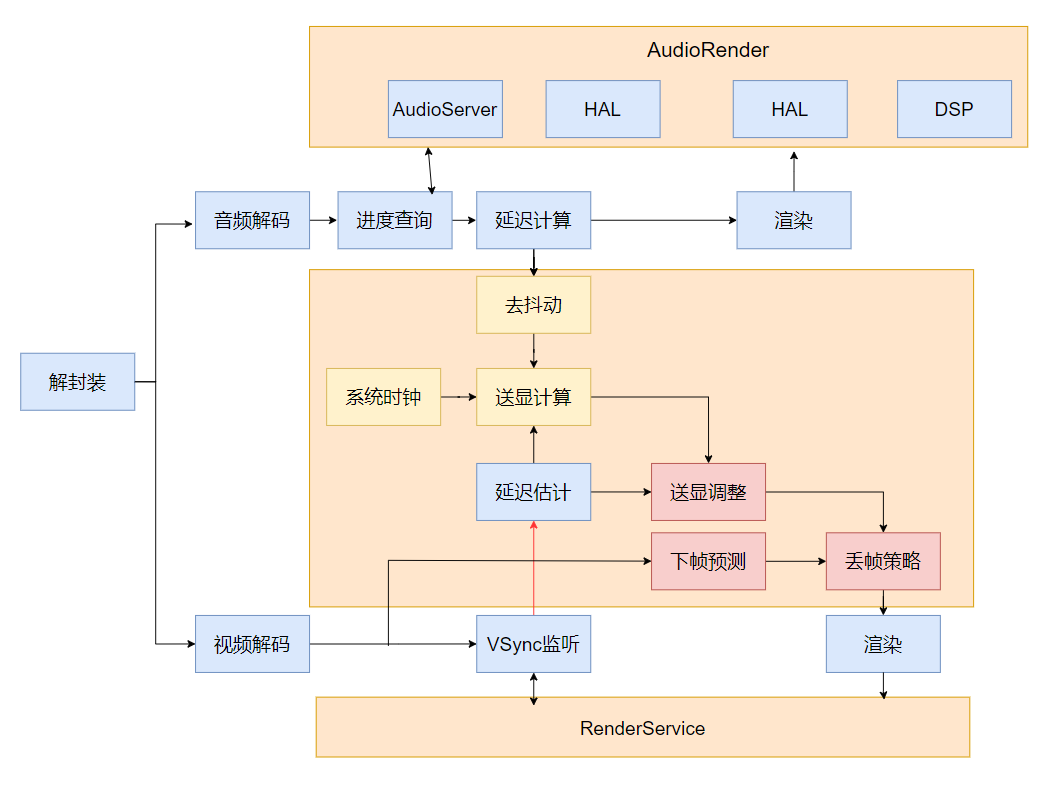 AudioRender
AudioServer
HAL
HAL
DSP
音频解码
进度查询
延迟计算
渲染
去抖动
解封装
系统时钟
送显计算
延迟估计
送显调整
下帧预测
丢帧策略
视频解码
VSync监听
渲染
RenderService